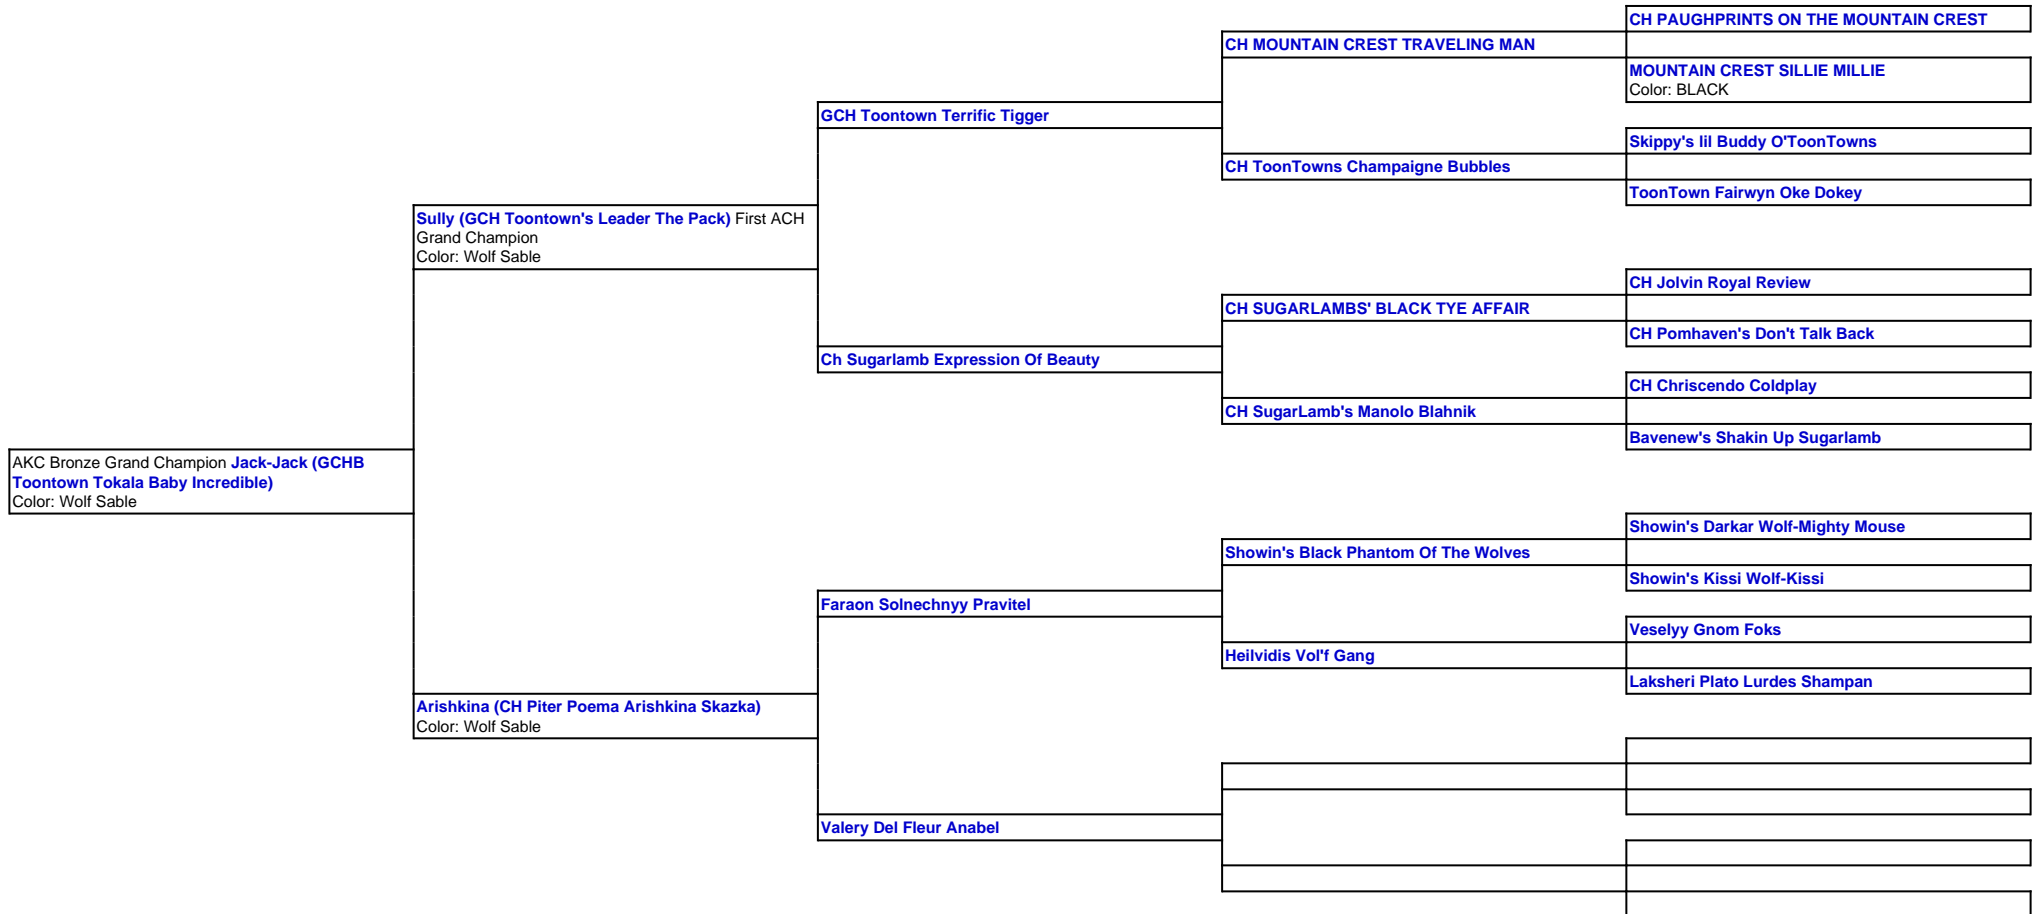 CH PAUGHPRINTS ON THE MOUNTAIN CREST
CH MOUNTAIN CREST TRAVELING MAN
MOUNTAIN CREST SILLIE MILLIE
Color: BLACK
GCH Toontown Terrific Tigger
Skippy's lil Buddy O'ToonTowns
CH ToonTowns Champaigne Bubbles
ToonTown Fairwyn Oke Dokey
Sully (GCH Toontown's Leader The Pack) First ACH
Grand Champion
Color: Wolf Sable
CH Jolvin Royal Review
CH SUGARLAMBS' BLACK TYE AFFAIR
CH Pomhaven's Don't Talk Back
Ch Sugarlamb Expression Of Beauty
CH Chriscendo Coldplay
CH SugarLamb's Manolo Blahnik
Bavenew's Shakin Up Sugarlamb
AKC Bronze Grand Champion Jack-Jack (GCHB
Toontown Tokala Baby Incredible)
Color: Wolf Sable
Showin's Darkar Wolf-Mighty Mouse
Showin's Black Phantom Of The Wolves
Showin's Kissi Wolf-Kissi
Faraon Solnechnyy Pravitel
Veselyy Gnom Foks
Heilvidis Vol'f Gang
Laksheri Plato Lurdes Shampan
Arishkina (CH Piter Poema Arishkina Skazka)
Color: Wolf Sable
Valery Del Fleur Anabel